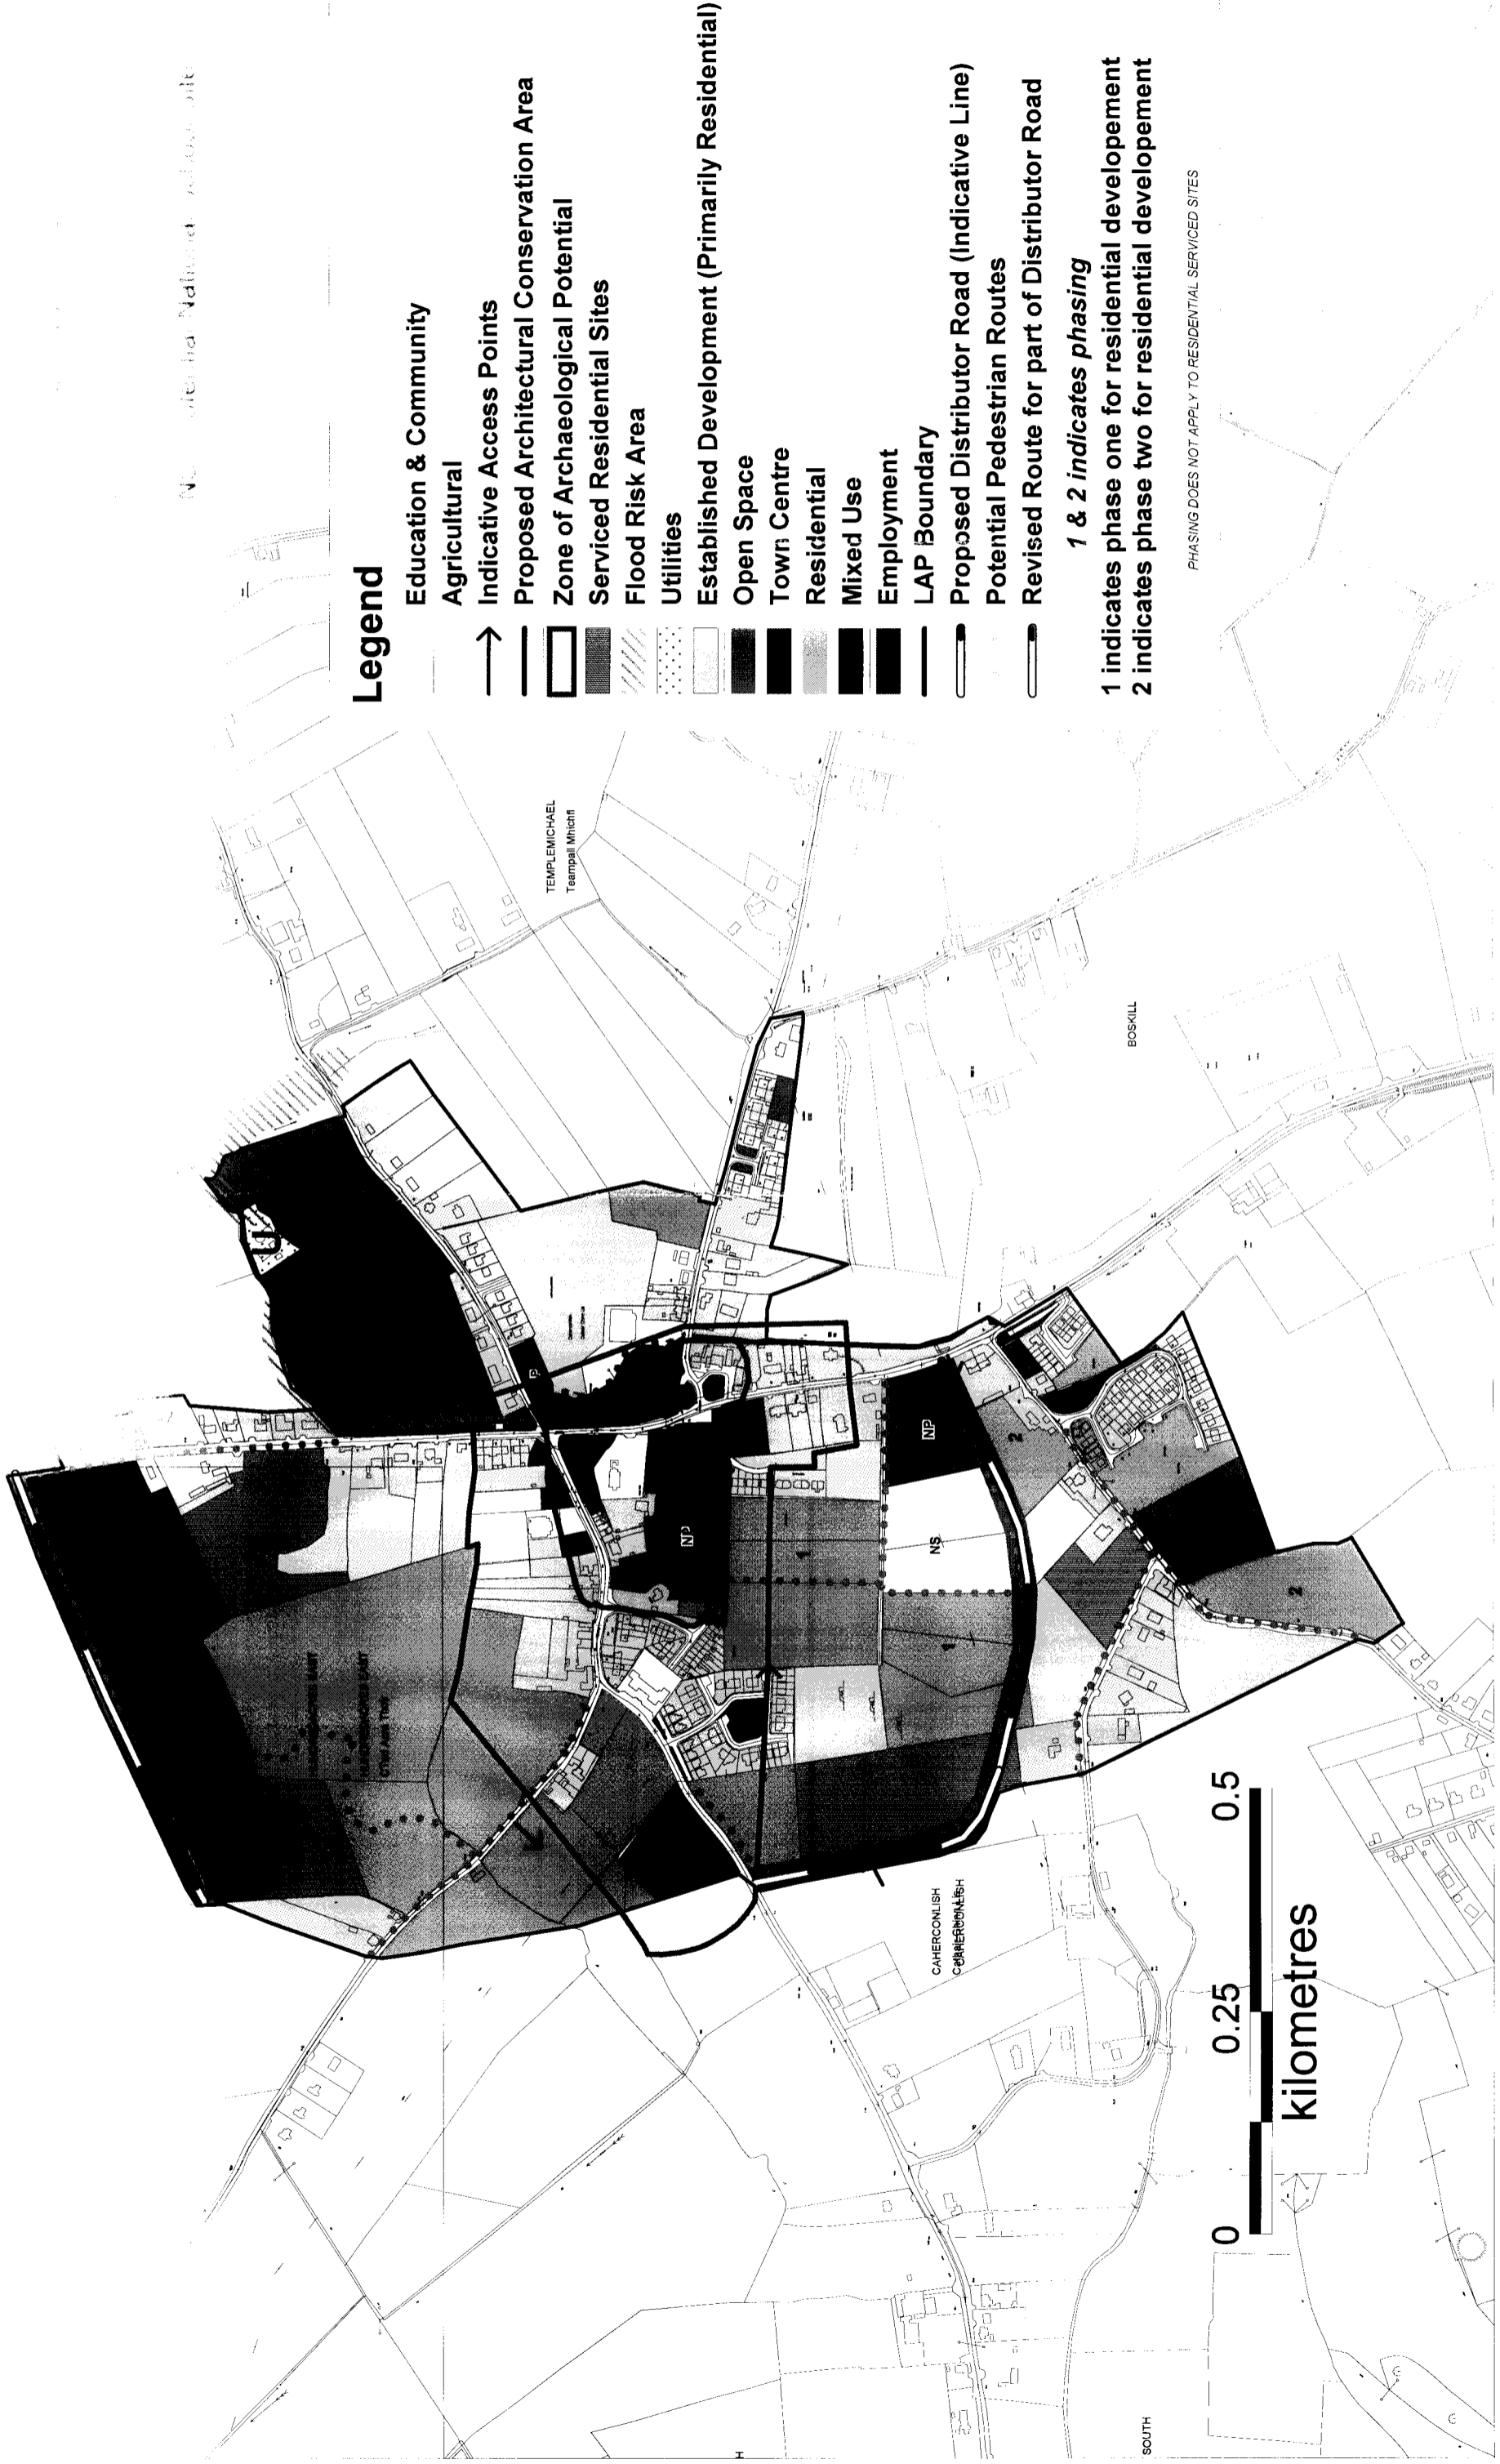 Legend
Education & Community
Agricultural
Indicative Access Points
Proposed Architectural Conservation Area
Zone of Archaeological Potential
Serviced Residential Sites
Flood Risk Area
Utilities
Established Development (Primarily Residential)
Open Space
Town Centre
Residential
Mixed Use
Employment
LAP Boundary
Proposed Distributor Road (Indicative Line)
Potential Pedestrian Routes
Revised Route for part of Distributor Road
1 & 2 indicates phasing
1 indicates phase one for residential developement
2 indicates phase two for residential developement
PHASING DOES NOT APPLY TO RESIDENTIAL SERVICED SITES
TEMPLEMICHAEL
Teampall Mhichíl
BOSKILL
U
P
NP
NP
NS
1
1
2
2
CAHERCONLISH
CAHERCONLISH
SOUTH
H
0 0.25 0.5
kilometres